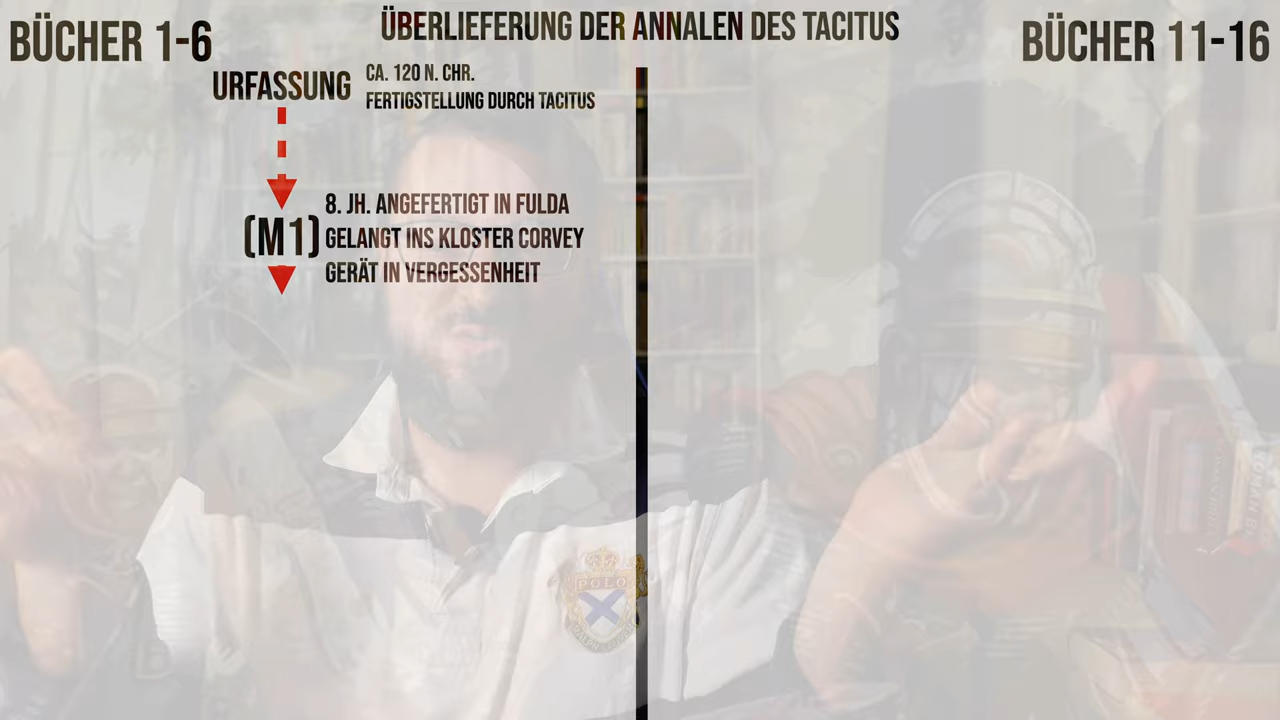 ÜBERLIEFERUNG DER ANNALEN DES TACITUS
BÜCHER 1-6
BÜCHER 11-16
URFASSUNG
CA. 120 N. CHR.
FERTIGSTELLUNG DURCH TACITUS
(M1)
8. JH. ANGEFERTIGT IN FULDA
GELANGT INS KLOSTER CORVEY
GERÄT IN VERGESSENHEIT
POLO